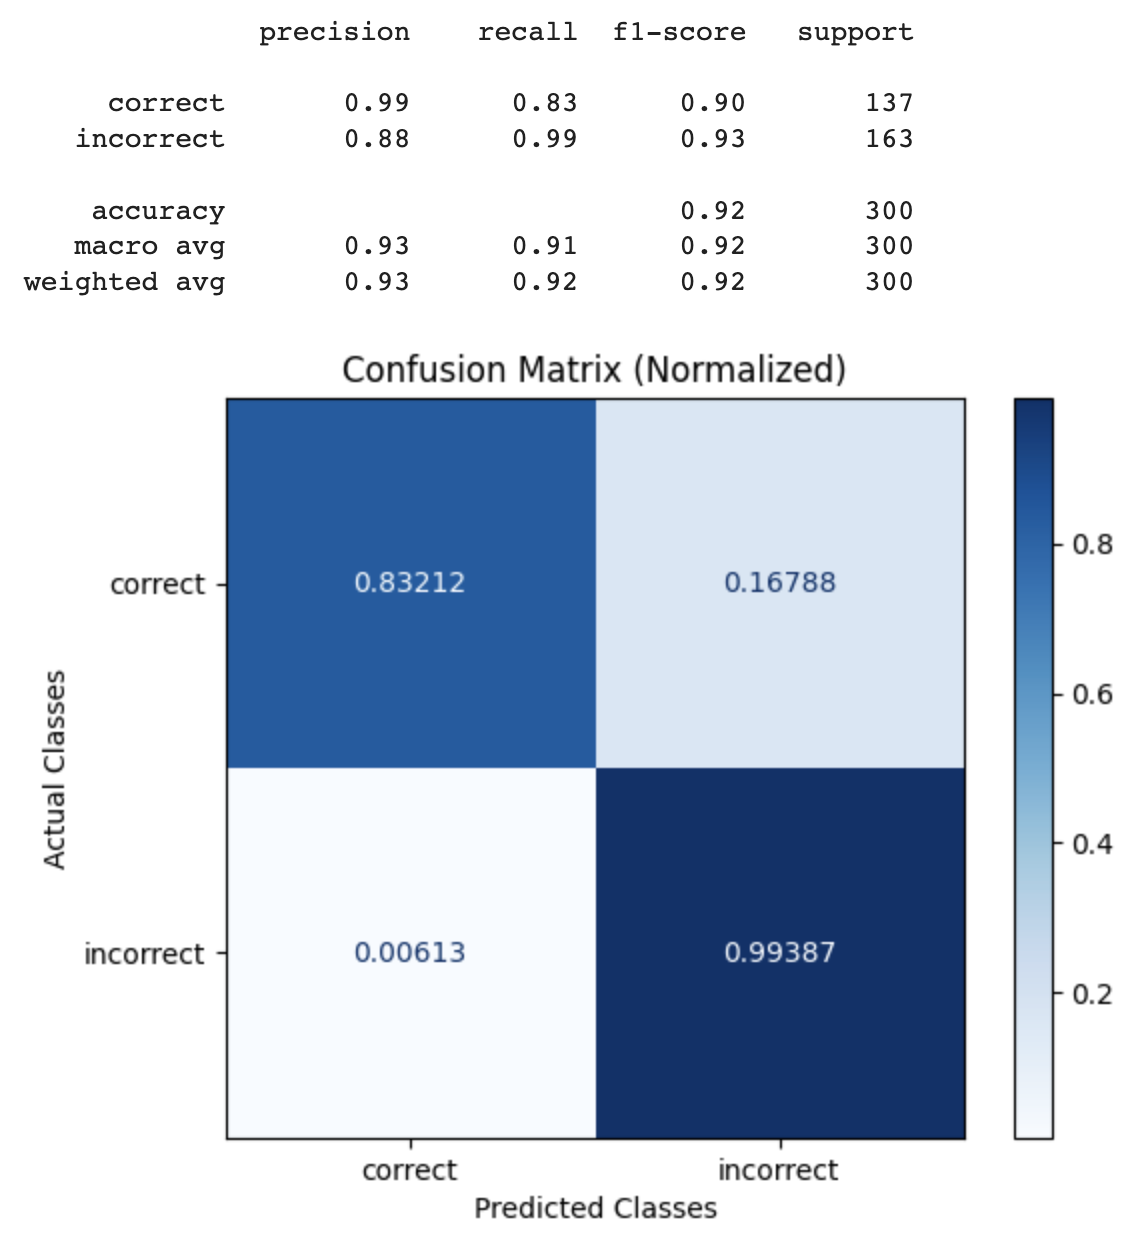 precision recall f1-score support
correct 0.99 0.83 0.90 137
incorrect 0.88 0.99 0.93 163
accuracy 0.92 300
macro avg 0.93 0.91 0.92 300
weighted avg 0.93 0.92 0.92 300
Confusion Matrix (Normalized)
correct 0.83212 0.16788
incorrect 0.00613 0.99387
correct incorrect
Predicted Classes
Actual Classes
0.8
0.6
0.4
0.2